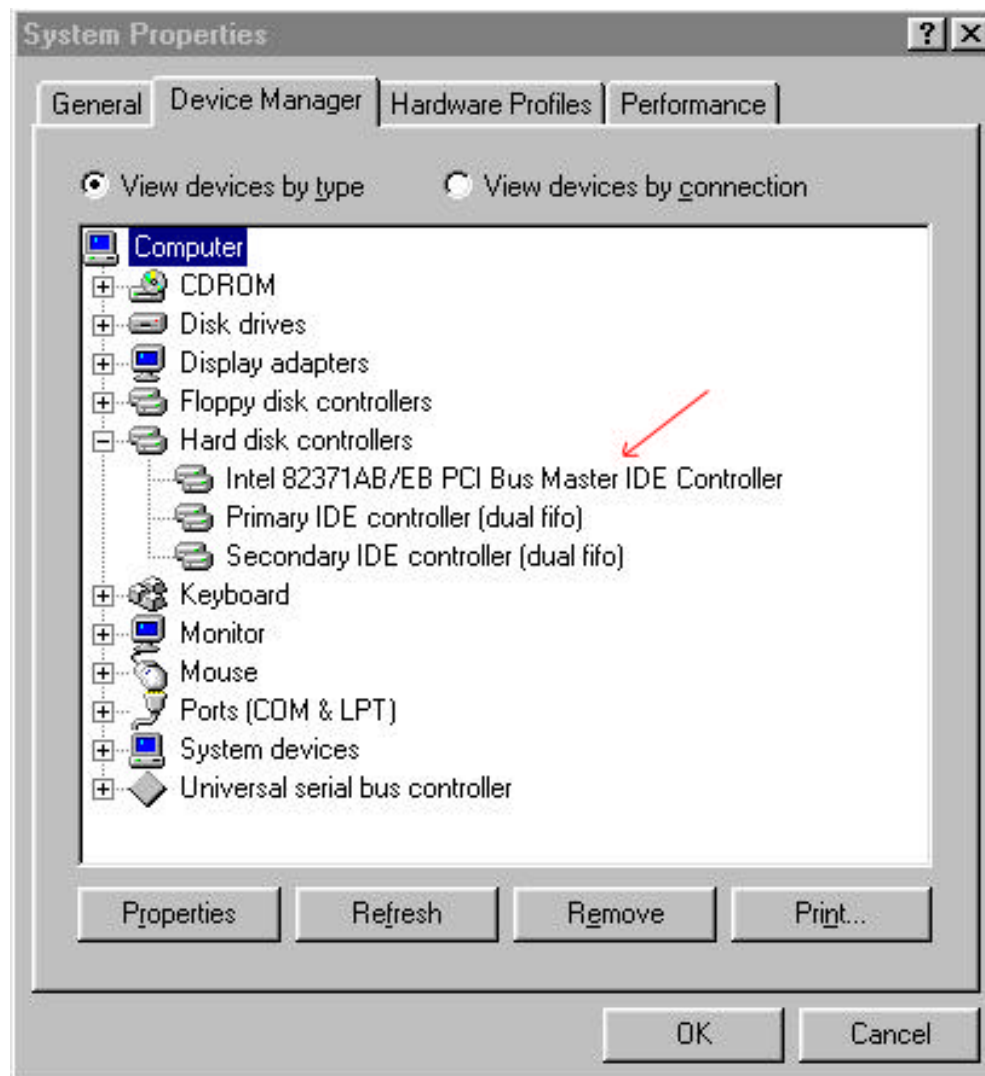 System Properties
General Device Manager Hardware Profiles Performance
View devices by type View devices by connection
Computer
CDROM
Disk drives
Display adapters
Floppy disk controllers
Hard disk controllers
Intel 82371AB/EB PCI Bus Master IDE Controller
Primary IDE controller (dual fifo)
Secondary IDE controller (dual fifo)
Keyboard
Monitor
Mouse
Ports (COM & LPT)
System devices
Universal serial bus controller
Properties Refresh Remove Print...
OK Cancel